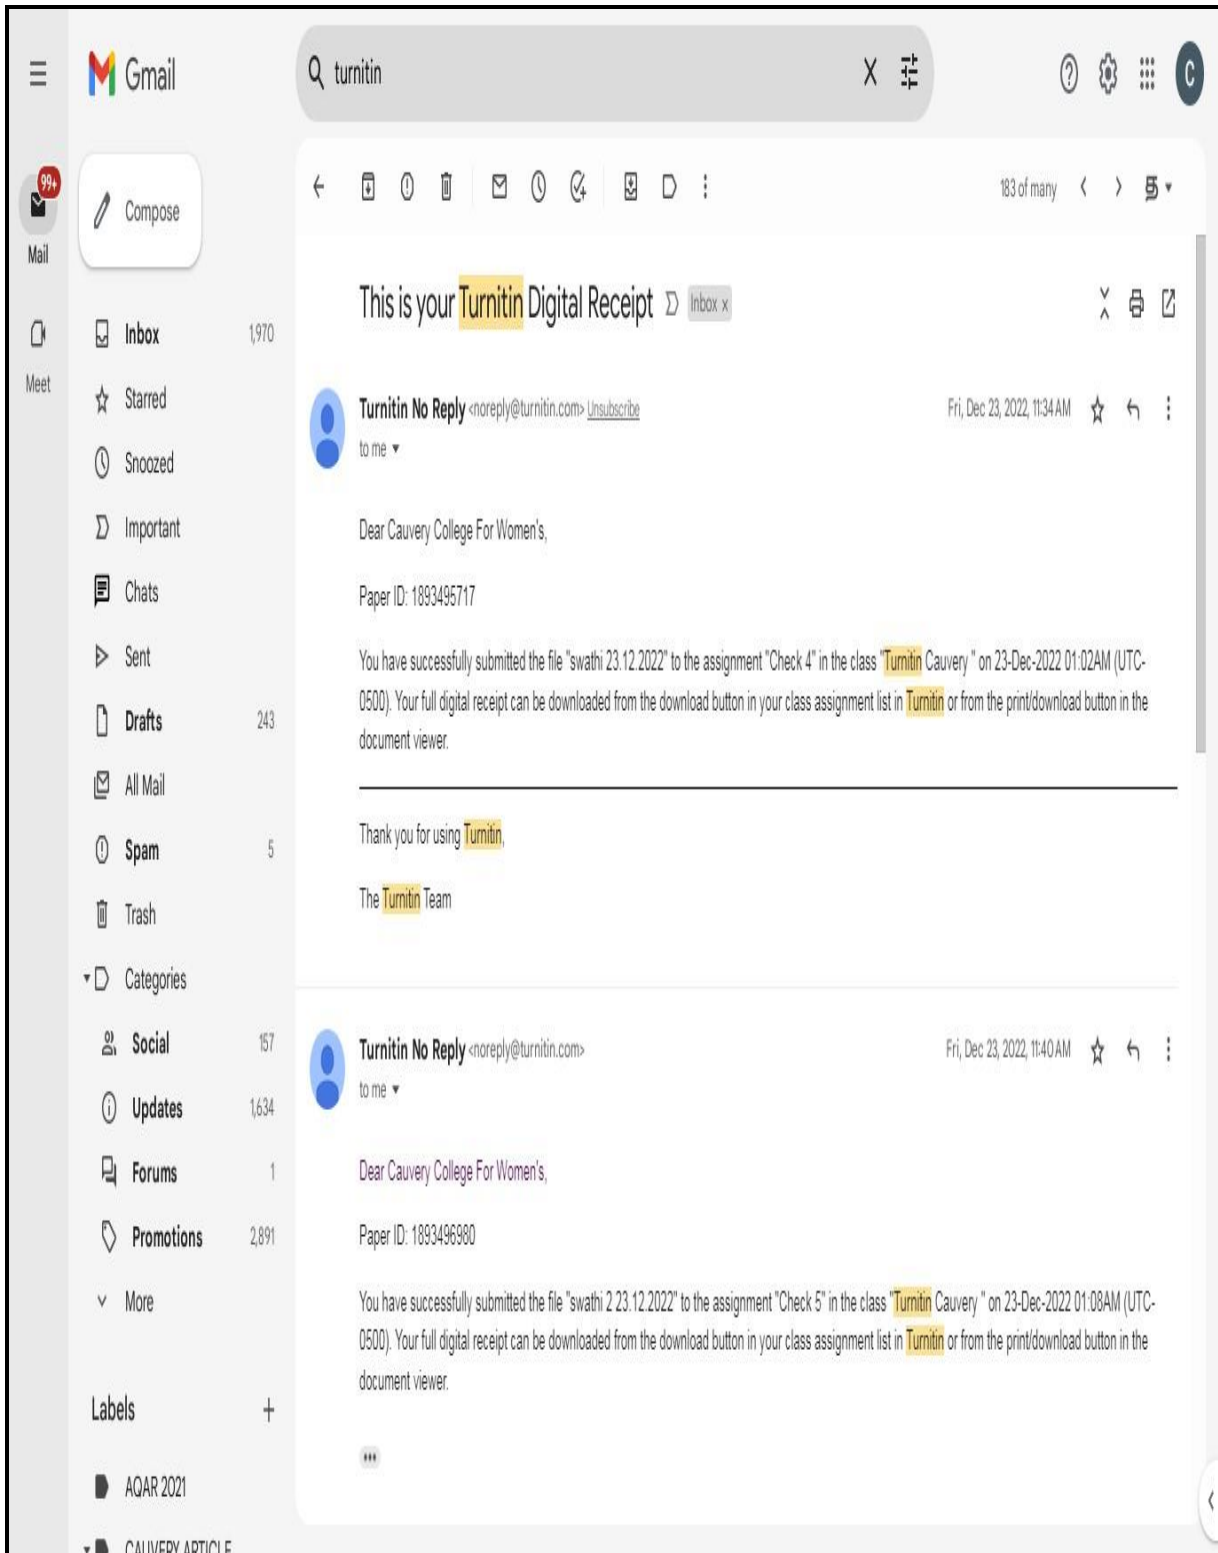 Gmail
turnitin
C
99+
Mail
Meet
Compose
Inbox 1,970
Starred
Snoozed
Important
Chats
Sent
Drafts 243
All Mail
Spam 5
Trash
Categories
Social 157
Updates 1,634
Forums 1
Promotions 2,891
More
Labels
AQAR 2021
CAUVERY ARTICLE
183 of many
This is your Turnitin Digital Receipt Inbox x
Turnitin No Reply <noreply@turnitin.com> Unsubscribe Fri, Dec 23, 2022, 11:34 AM
to me
Dear Cauvery College For Women's,
Paper ID: 1893495717
You have successfully submitted the file "swathi 23.12.2022" to the assignment "Check 4" in the class "Turnitin Cauvery " on 23-Dec-2022 01:02AM (UTC-
0500). Your full digital receipt can be downloaded from the download button in your class assignment list in Turnitin or from the print/download button in the
document viewer.
Thank you for using Turnitin,
The Turnitin Team
Turnitin No Reply <noreply@turnitin.com> Fri, Dec 23, 2022, 11:40 AM
to me
Dear Cauvery College For Women's,
Paper ID: 1893496980
You have successfully submitted the file "swathi 2 23.12.2022" to the assignment "Check 5" in the class "Turnitin Cauvery " on 23-Dec-2022 01:08AM (UTC-
0500). Your full digital receipt can be downloaded from the download button in your class assignment list in Turnitin or from the print/download button in the
document viewer.